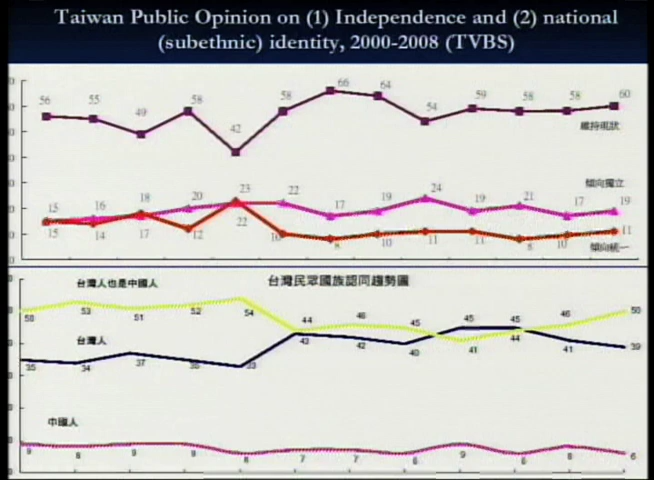 Taiwan Public Opinion on (1) Independence and (2) national
(subethnic) identity, 2000-2008 (TVBS)
56 55 49 58 42 58 66 64 54 59 58 58 60
維持現狀
傾向獨立
15 16 18 20 23 22 17 19 24 19 21 17 19
15 14 17 12 22 10 8 10 11 11 8 10 11
傾向統一
台灣人也是中國人
台灣民眾國族認同趨勢圖
50 53 51 52 54 44 46 45 41 44 46 50
台灣人
35 34 37 35 33 43 42 40 45 45 41 39
中國人
9 8 9 9 6 7 7 6 9 6 8 6